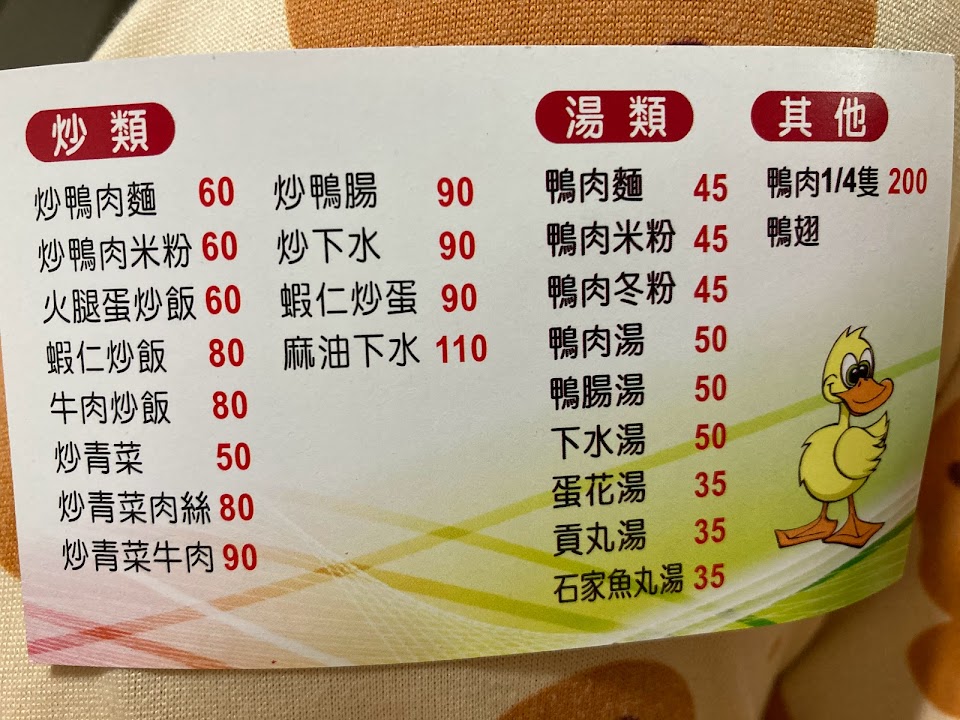 炒類
炒鴨肉麵 60
炒鴨肉米粉 60
火腿蛋炒飯 60
蝦仁炒飯 80
牛肉炒飯 80
炒青菜 50
炒青菜肉絲 80
炒青菜牛肉 90
炒鴨腸 90
炒下水 90
蝦仁炒蛋 90
麻油下水 110
湯類
鴨肉麵 45
鴨肉米粉 45
鴨肉冬粉 45
鴨肉湯 50
鴨腸湯 50
下水湯 50
蛋花湯 35
貢丸湯 35
石家魚丸湯 35
其他
鴨肉1/4隻 200
鴨翅